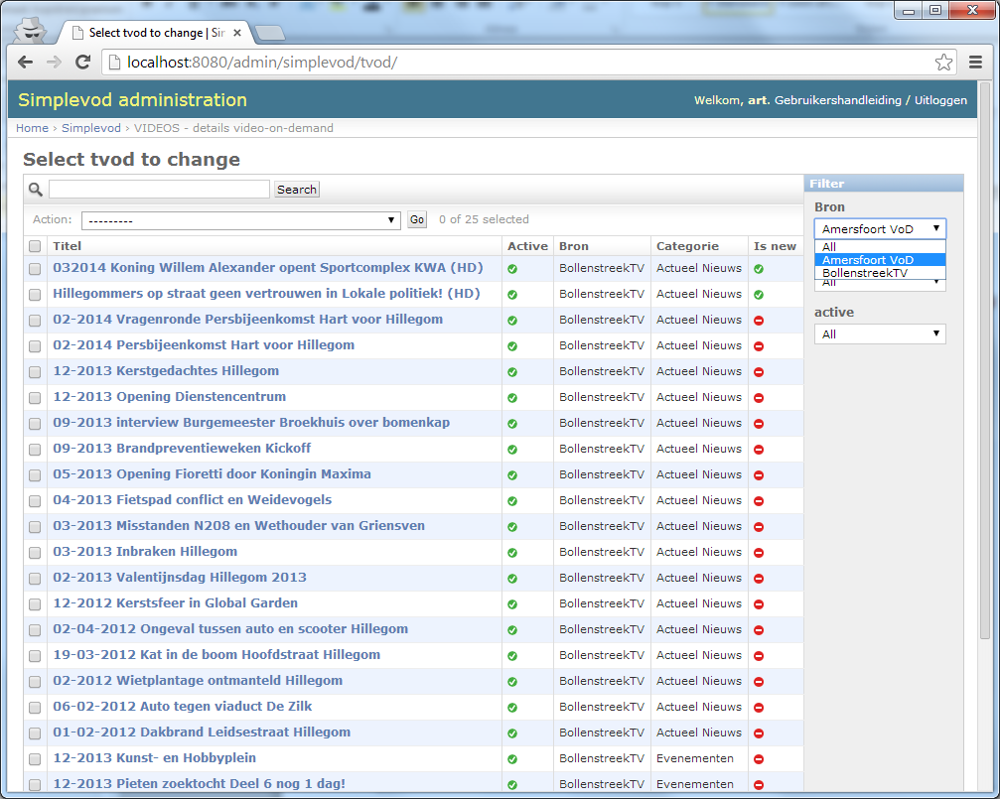 Select tvod to change | Sir
localhost:8080/admin/simplevod/tvod/
Simplevod administration
Welkom, art. Gebruikershandleiding / Uitloggen
Home › Simplevod › VIDEOS - details video-on-demand
Select tvod to change
Search
Action: --------- Go 0 of 25 selected
Titel Active Bron Categorie Is new
032014 Koning Willem Alexander opent Sportcomplex KWA (HD) BollenstreekTV Actueel Nieuws
Hillegommers op straat geen vertrouwen in Lokale politiek! (HD) BollenstreekTV Actueel Nieuws
02-2014 Vragenronde Persbijeenkomst Hart voor Hillegom BollenstreekTV Actueel Nieuws
02-2014 Persbijeenkomst Hart voor Hillegom BollenstreekTV Actueel Nieuws
12-2013 Kerstgedachtes Hillegom BollenstreekTV Actueel Nieuws
12-2013 Opening Dienstencentrum BollenstreekTV Actueel Nieuws
09-2013 interview Burgemeester Broekhuis over bomenkap BollenstreekTV Actueel Nieuws
09-2013 Brandpreventieweken Kickoff BollenstreekTV Actueel Nieuws
05-2013 Opening Fioretti door Koningin Maxima BollenstreekTV Actueel Nieuws
04-2013 Fietspad conflict en Weidevogels BollenstreekTV Actueel Nieuws
03-2013 Misstanden N208 en Wethouder van Griensven BollenstreekTV Actueel Nieuws
03-2013 Inbraken Hillegom BollenstreekTV Actueel Nieuws
02-2013 Valentijnsdag Hillegom 2013 BollenstreekTV Actueel Nieuws
12-2012 Kerstsfeer in Global Garden BollenstreekTV Actueel Nieuws
02-04-2012 Ongeval tussen auto en scooter Hillegom BollenstreekTV Actueel Nieuws
19-03-2012 Kat in de boom Hoofdstraat Hillegom BollenstreekTV Actueel Nieuws
02-2012 Wietplantage ontmanteld Hillegom BollenstreekTV Actueel Nieuws
06-02-2012 Auto tegen viaduct De Zilk BollenstreekTV Actueel Nieuws
01-02-2012 Dakbrand Leidsestraat Hillegom BollenstreekTV Actueel Nieuws
12-2013 Kunst- en Hobbyplein BollenstreekTV Evenementen
12-2013 Pieten zoektocht Deel 6 nog 1 dag! BollenstreekTV Evenementen
Filter
Bron
Amersfoort VoD
All
Amersfoort VoD
BollenstreekTV
All
active
All